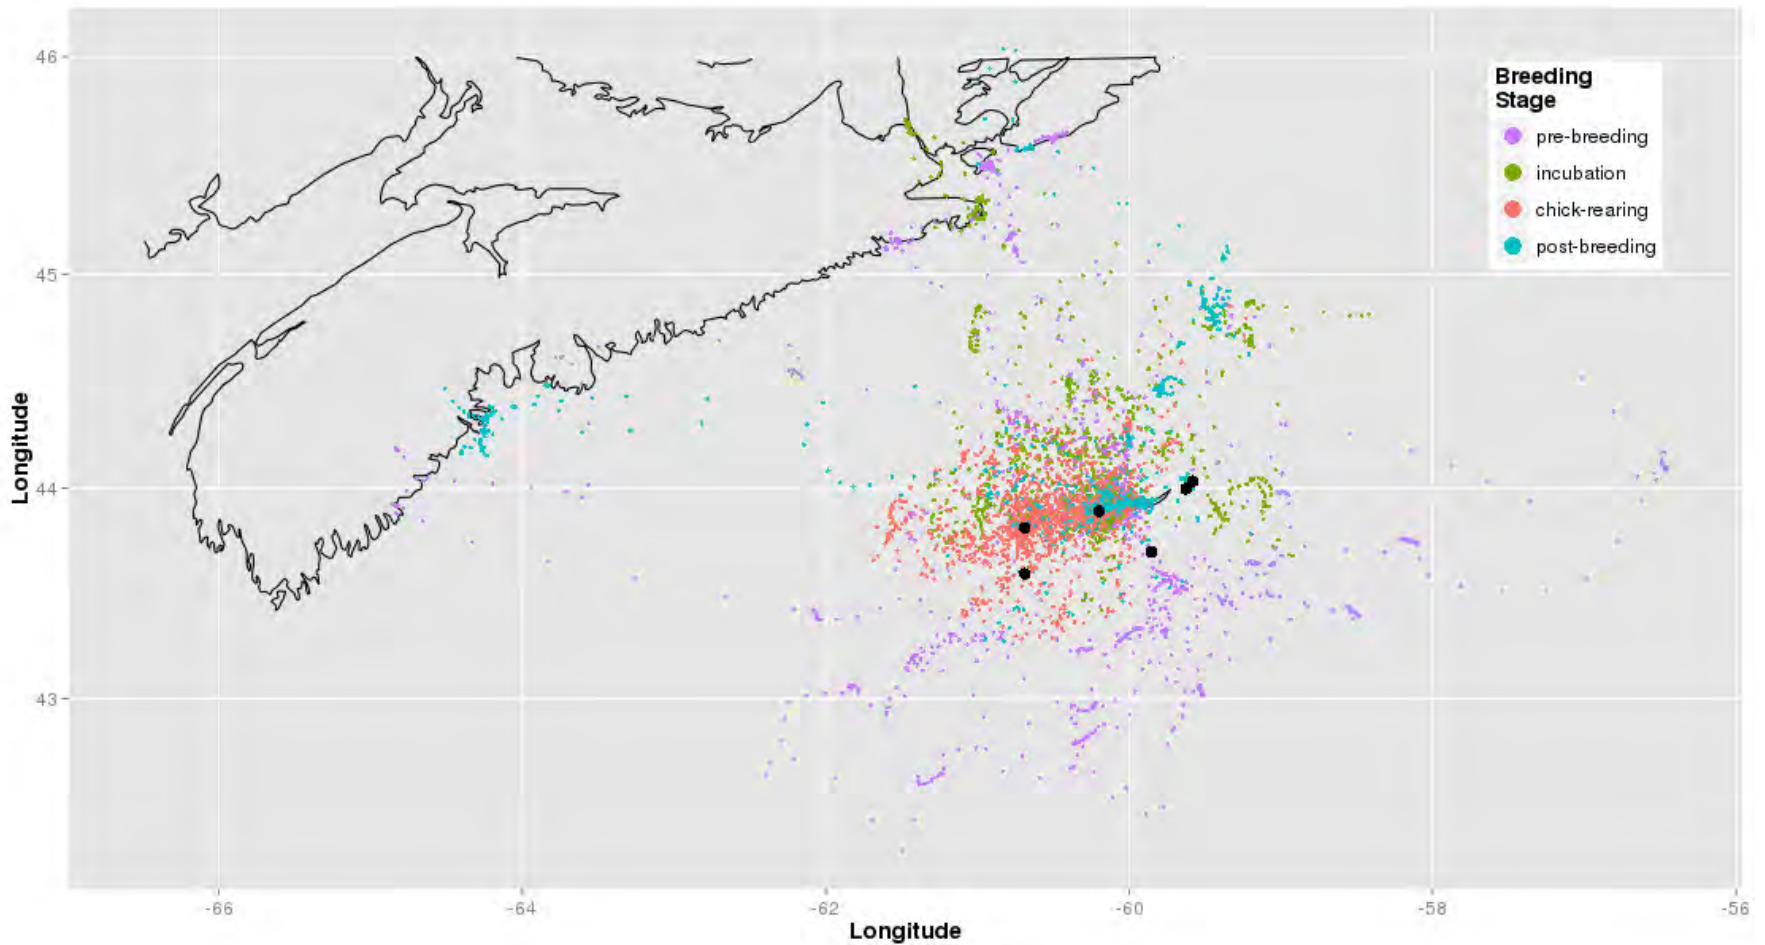 46
45
44
43
Longitude
-66
-64
-62
-60
-58
-56
Longitude
Breeding
Stage
pre-breeding
incubation
chick-rearing
post-breeding